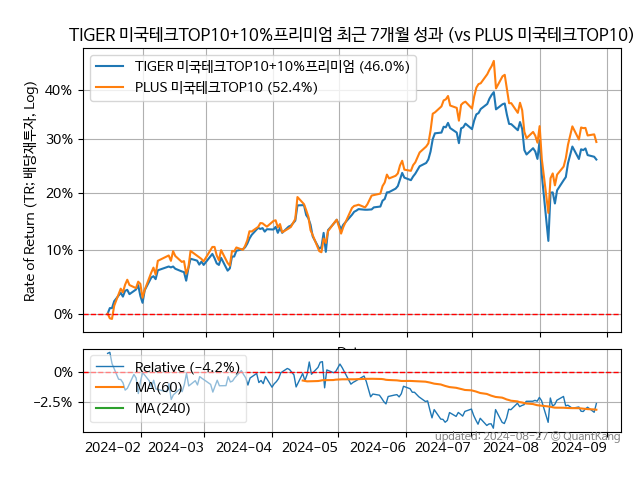 TIGER 미국테크TOP10+10%프리미엄 최근 7개월 성과 (vs PLUS 미국테크TOP10)
TIGER 미국테크TOP10+10%프리미엄 (46.0%)
PLUS 미국테크TOP10 (52.4%)
Rate of Return (TR: 배당재투자, Log)
40%
30%
20%
10%
0%
Relative (−4.2%)
MA(60)
MA(240)
0%
−2.5%
2024-02 2024-03 2024-04 2024-05 2024-06 2024-07 2024-08 2024-09
updated: 2024-08-27 © QuantKang